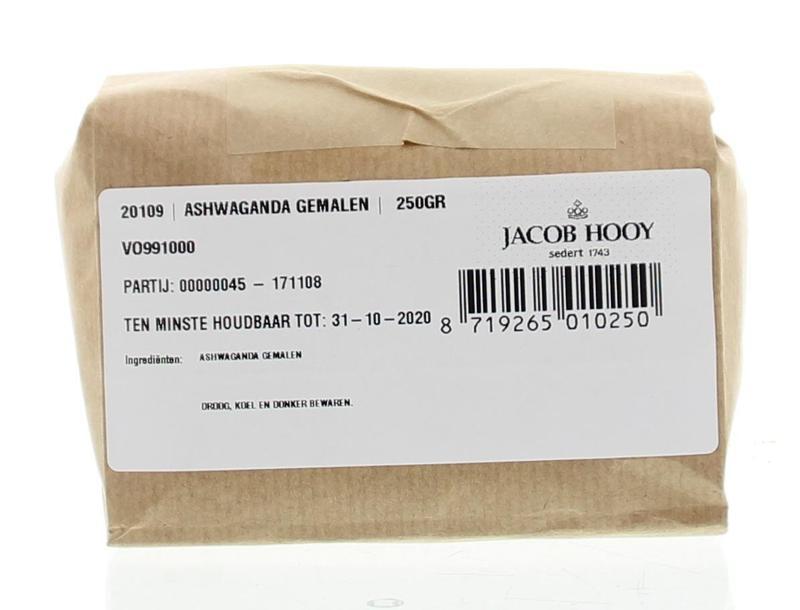 20109 | ASHWAGANDA GEMALEN | 250GR
JACOB HOOY
sedert 1743
VO991000
PARTIJ: 00000045 – 171108
TEN MINSTE HOUDBAAR TOT: 31–10–2020
8 719265 010250
Ingrediënten: ASHWAGANDA GEMALEN
DROOG, KOEL EN DONKER BEWAREN.